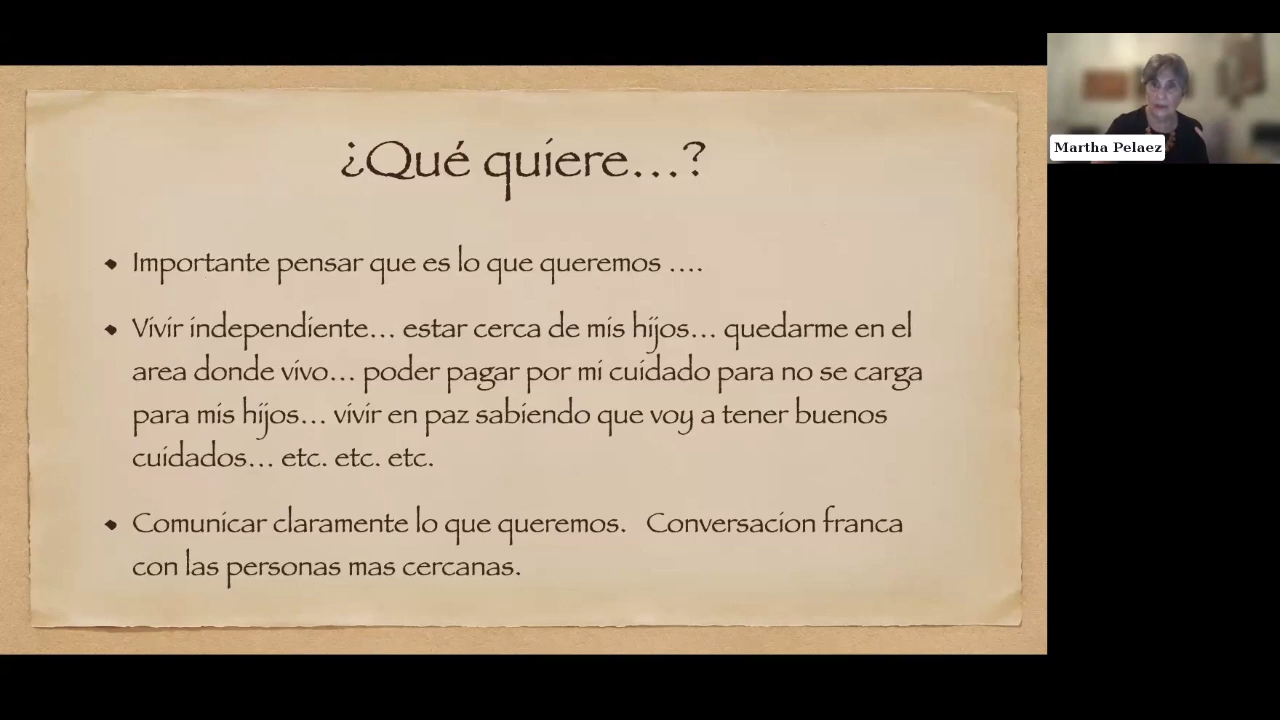 ¿Qué quiere...?
Importante pensar que es lo que queremos ....
Vivir independiente... estar cerca de mis hijos... quedarme en el
area donde vivo... poder pagar por mi cuidado para no se carga
para mis hijos... vivir en paz sabiendo que voy a tener buenos
cuidados... etc. etc. etc.
Comunicar claramente lo que queremos. Conversacion franca
con las personas mas cercanas.
Martha Pelaez